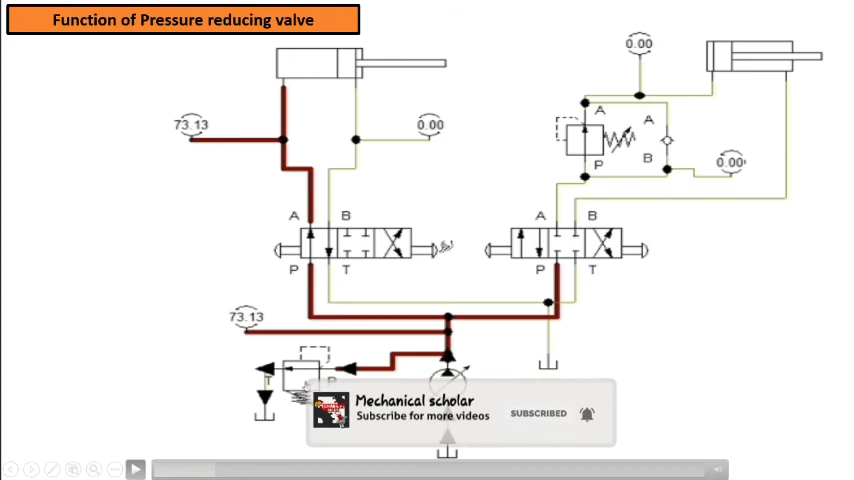 Function of Pressure reducing valve
0.00
73.13
0.00
A
A
P
B
0.00
A
B
P
T
A
B
P
T
73.13
T
P
Mechanical scholar
Subscribe for more videos
SUBSCRIBED